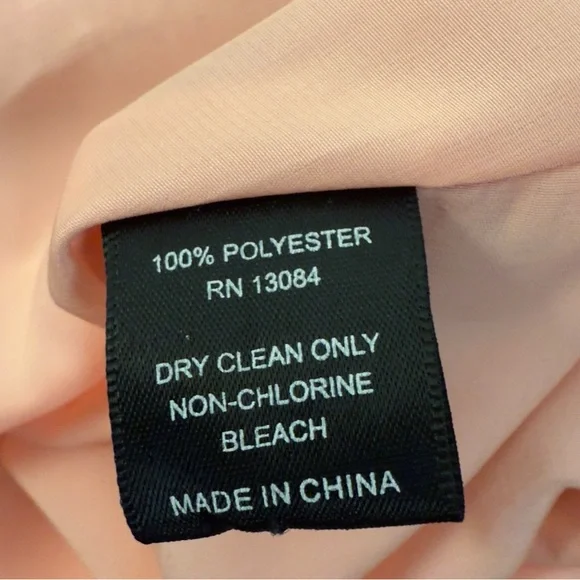 100% POLYESTER
RN 13084
DRY CLEAN ONLY
NON-CHLORINE
BLEACH
MADE IN CHINA